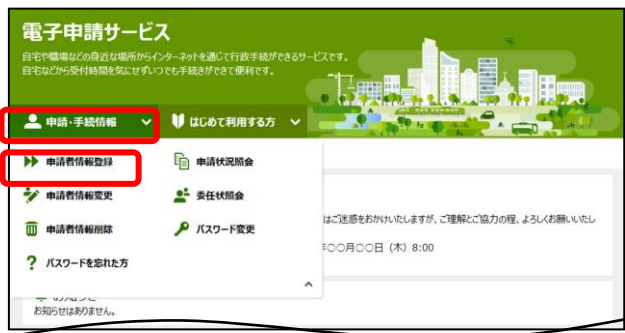 電子申請サービス
自宅や職場などの身近な場所からインターネットを通じて行政手続ができるサービスです。
自宅などから受付時間を気にせずいつでも手続きができて便利です。
申請・手続情報
はじめて利用する方
申請者情報登録
申請状況照会
申請者情報変更
委任状照会
はご迷惑をおかけいたしますが、ご理解とご協力の程、よろしくお願いいたし
申請者情報削除
パスワード変更
年〇〇月〇〇日（木）8:00
パスワードを忘れた方
お知らせはありません。